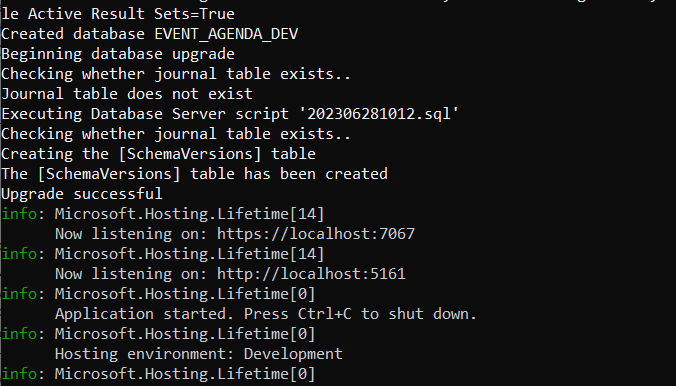 le Active Result Sets=True
Created database EVENT_AGENDA_DEV
Beginning database upgrade
Checking whether journal table exists..
Journal table does not exist
Executing Database Server script '202306281012.sql'
Checking whether journal table exists..
Creating the [SchemaVersions] table
The [SchemaVersions] table has been created
Upgrade successful
info: Microsoft.Hosting.Lifetime[14]
Now listening on: https://localhost:7067
info: Microsoft.Hosting.Lifetime[14]
Now listening on: http://localhost:5161
info: Microsoft.Hosting.Lifetime[0]
Application started. Press Ctrl+C to shut down.
info: Microsoft.Hosting.Lifetime[0]
Hosting environment: Development
info: Microsoft.Hosting.Lifetime[0]